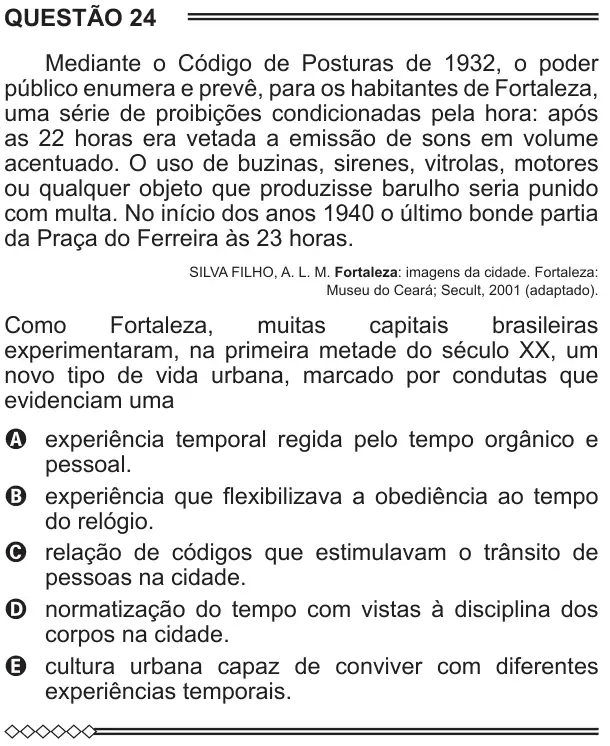 QUESTÃO 24
Mediante o Código de Posturas de 1932, o poder
público enumera e prevê, para os habitantes de Fortaleza,
uma série de proibições condicionadas pela hora: após
as 22 horas era vetada a emissão de sons em volume
acentuado. O uso de buzinas, sirenes, vitrolas, motores
ou qualquer objeto que produzisse barulho seria punido
com multa. No início dos anos 1940 o último bonde partia
da Praça do Ferreira às 23 horas.
SILVA FILHO, A. L. M. Fortaleza: imagens da cidade. Fortaleza:
Museu do Ceará; Secult, 2001 (adaptado).
Como Fortaleza, muitas capitais brasileiras
experimentaram, na primeira metade do século XX, um
novo tipo de vida urbana, marcado por condutas que
evidenciam uma
A experiência temporal regida pelo tempo orgânico e
pessoal.
B experiência que flexibilizava a obediência ao tempo
do relógio.
C relação de códigos que estimulavam o trânsito de
pessoas na cidade.
D normatização do tempo com vistas à disciplina dos
corpos na cidade.
E cultura urbana capaz de conviver com diferentes
experiências temporais.